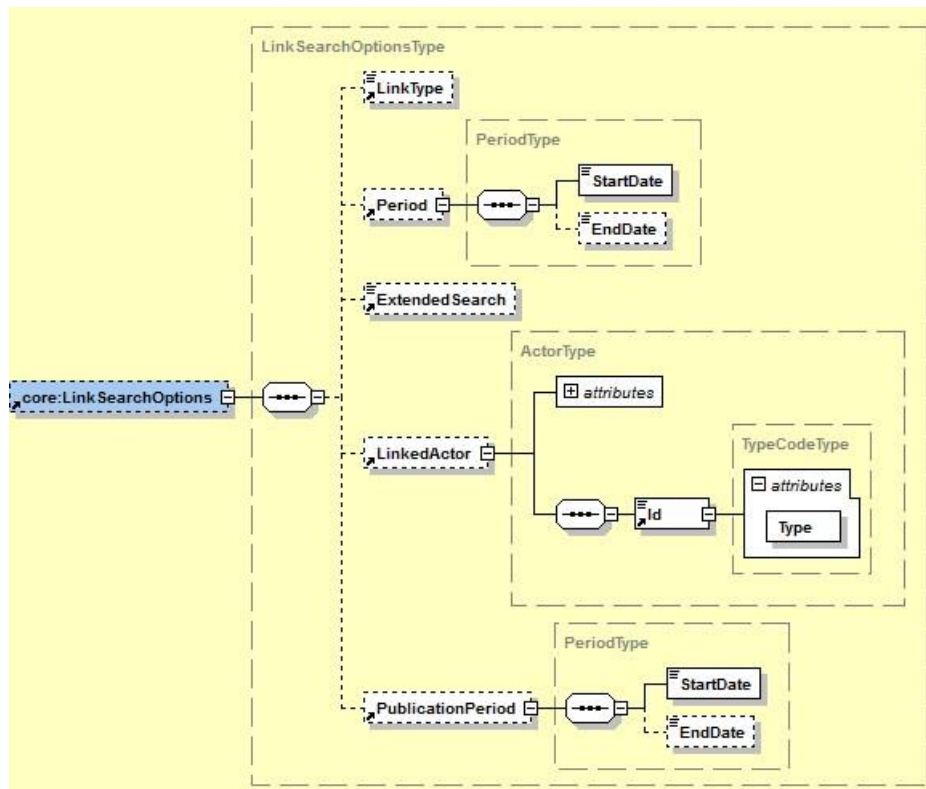 LinkSearchOptionsType
LinkType
PeriodType
StartDate
Period
EndDate
ExtendedSearch
ActorType
attributes
core:LinkSearchOptions
TypeCodeType
LinkedActor
attributes
Id
Type
PeriodType
StartDate
PublicationPeriod
EndDate